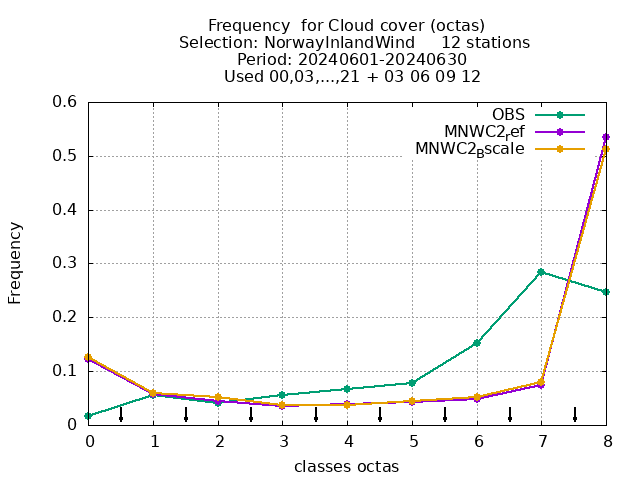 Frequency  for Cloud cover (octas)
Selection: NorwayInlandWind     12 stations
Period: 20240601-20240630
Used 00,03,...,21 + 03 06 09 12
OBS
MNWC2ref
MNWC2Bscale
0.6
0.5
0.4
0.3
0.2
0.1
0
Frequency
0 1 2 3 4 5 6 7 8
classes octas